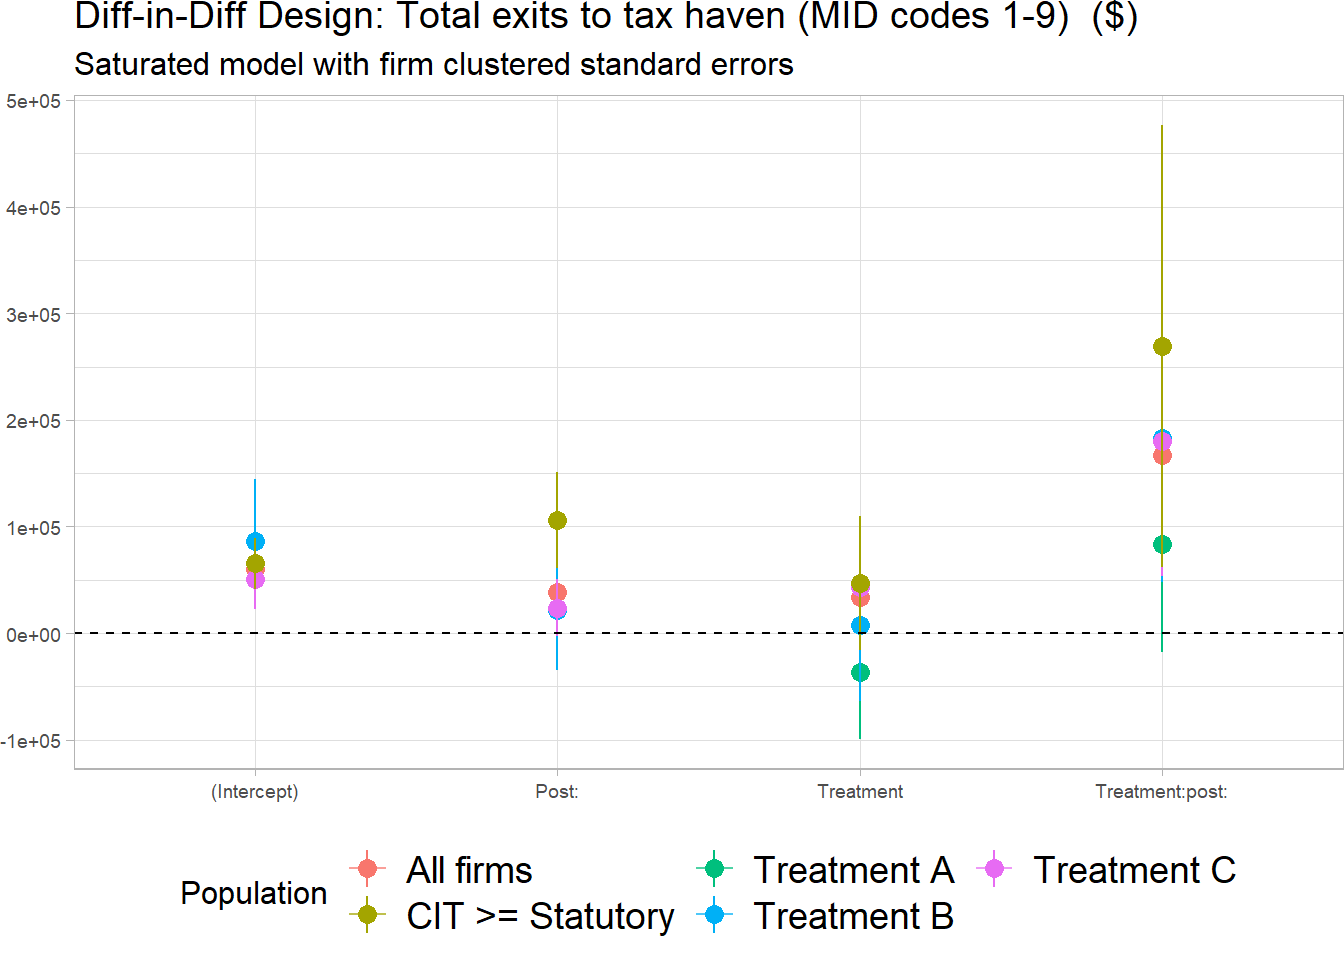 Diff-in-Diff Design: Total exits to tax haven (MID codes 1-9)  ($)
Saturated model with firm clustered standard errors
5e+05
4e+05
3e+05
2e+05
1e+05
0e+00
-1e+05
(Intercept) Post: Treatment Treatment:post:
Population
All firms Treatment A Treatment C
CIT >= Statutory Treatment B